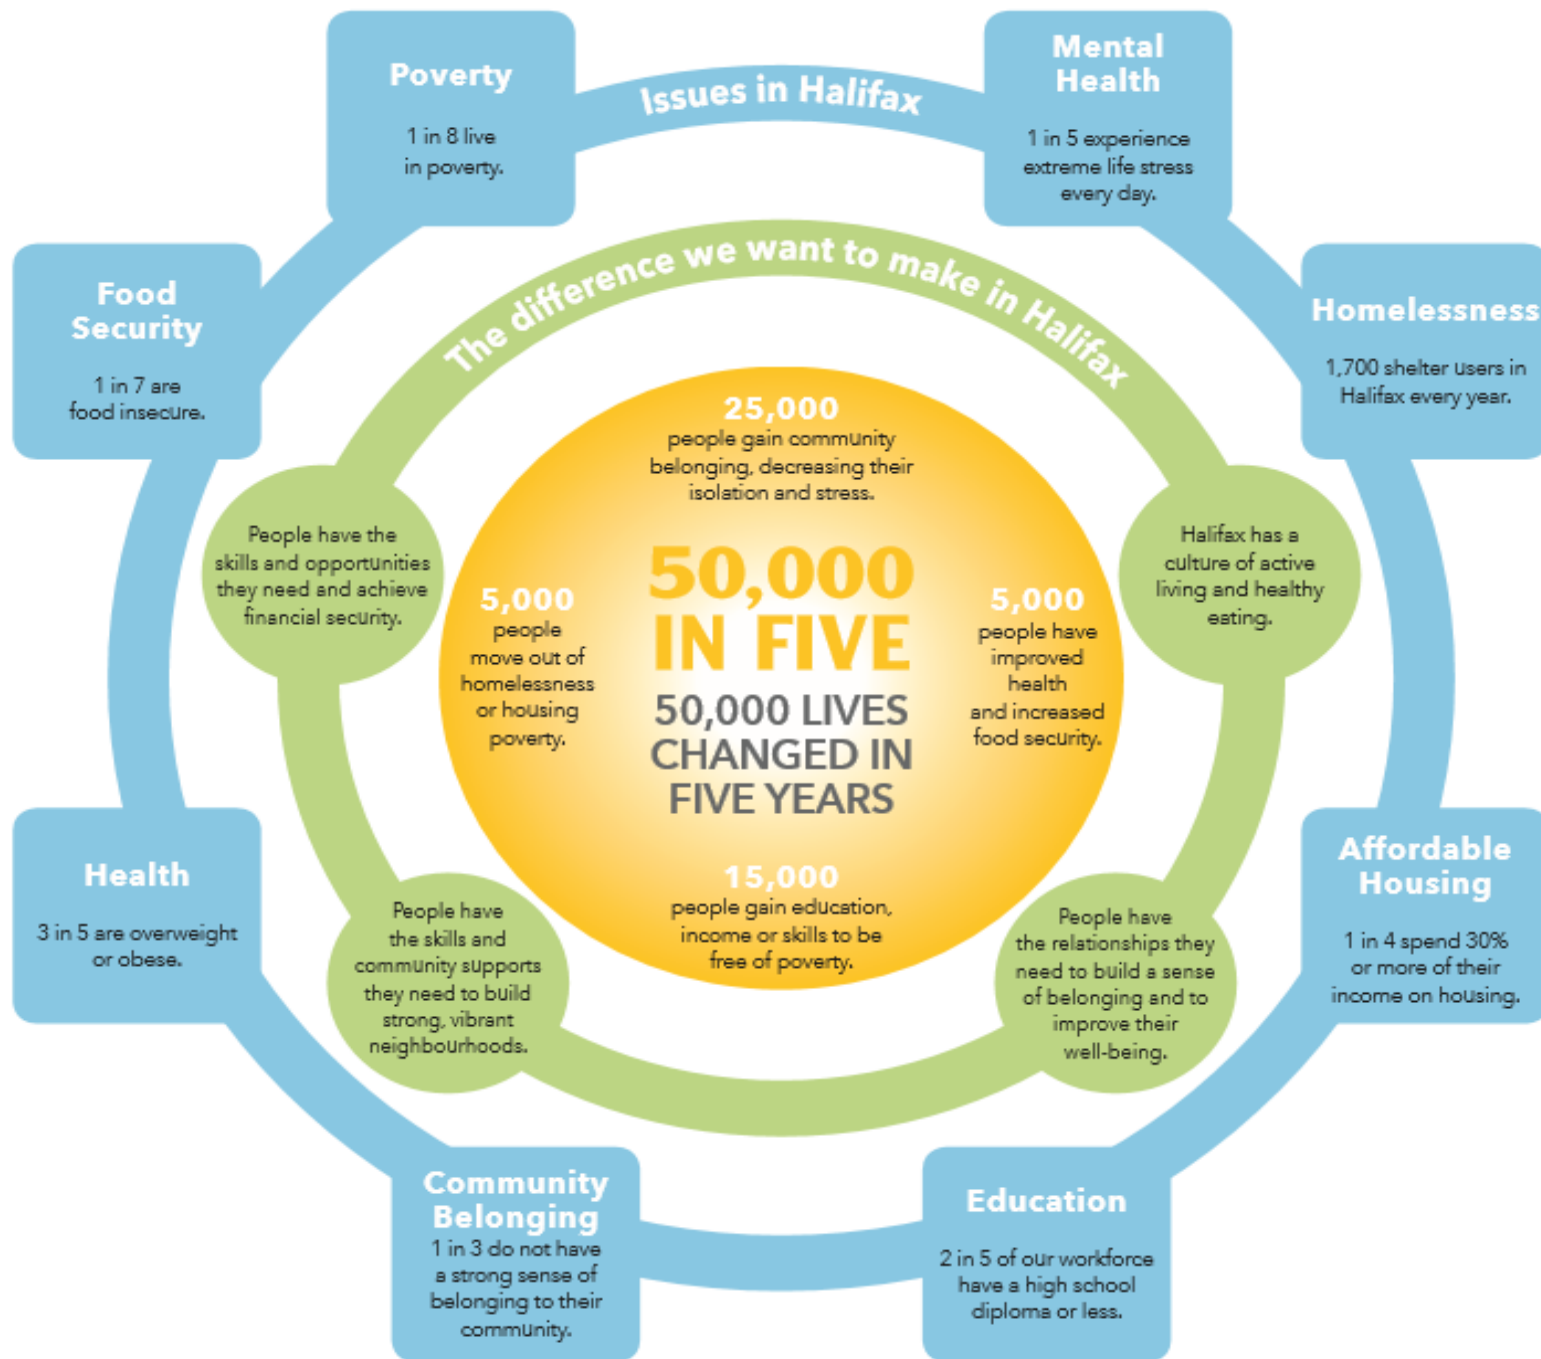 Issues in Halifax
Poverty
1 in 8 live
in poverty.
Mental
Health
1 in 5 experience
extreme life stress
every day.
Homelessness
1,700 shelter users in
Halifax every year.
Affordable
Housing
1 in 4 spend 30%
or more of their
income on housing.
Education
2 in 5 of our workforce
have a high school
diploma or less.
Community
Belonging
1 in 3 do not have
a strong sense of
belonging to their
community.
Health
3 in 5 are overweight
or obese.
Food
Security
1 in 7 are
food insecure.
The difference we want to make in Halifax
People have the
skills and opportunities
they need and achieve
financial security.
Halifax has a
culture of active
living and healthy
eating.
People have
the relationships they
need to build a sense
of belonging and to
improve their
well-being.
People have
the skills and
community supports
they need to build
strong, vibrant
neighbourhoods.
25,000
people gain community
belonging, decreasing their
isolation and stress.
5,000
people
move out of
homelessness
or housing
poverty.
50,000
IN FIVE
50,000 LIVES
CHANGED IN
FIVE YEARS
5,000
people have
improved
health
and increased
food security.
15,000
people gain education,
income or skills to be
free of poverty.